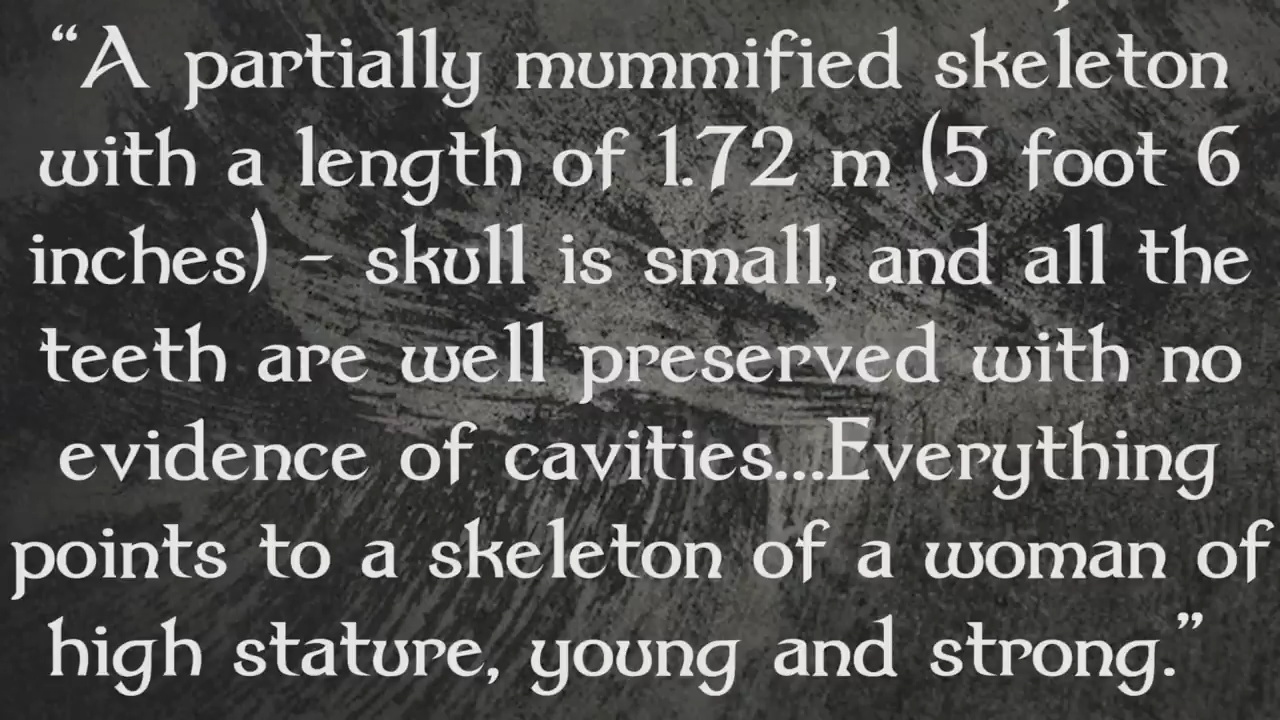 “A partially mummified skeleton
with a length of 1.72 m (5 foot 6
inches) - skull is small, and all the
teeth are well preserved with no
evidence of cavities...Everything
points to a skeleton of a woman of
high stature, young and strong.”